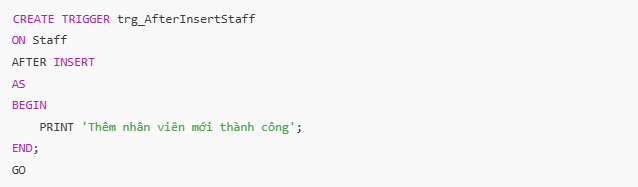 CREATE TRIGGER trg_AfterInsertStaff
ON Staff
AFTER INSERT
AS
BEGIN
    PRINT 'Thêm nhân viên mới thành công';
END;
GO